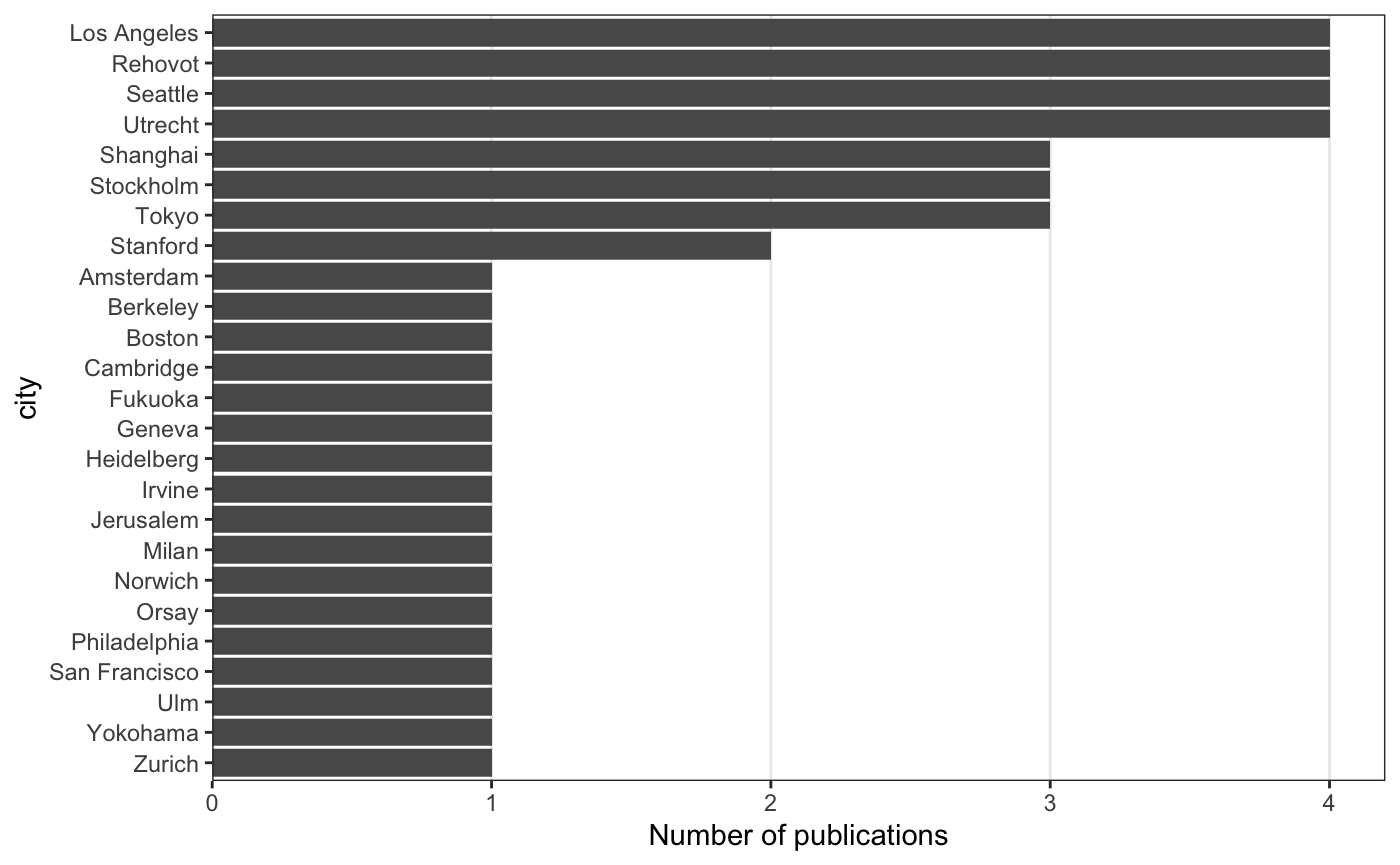 Los Angeles
Rehovot
Seattle
Utrecht
Shanghai
Stockholm
Tokyo
Stanford
Amsterdam
Berkeley
Boston
Cambridge
Fukuoka
Geneva
Heidelberg
Irvine
Jerusalem
Milan
Norwich
Orsay
Philadelphia
San Francisco
Ulm
Yokohama
Zurich
city
0 1 2 3 4
Number of publications